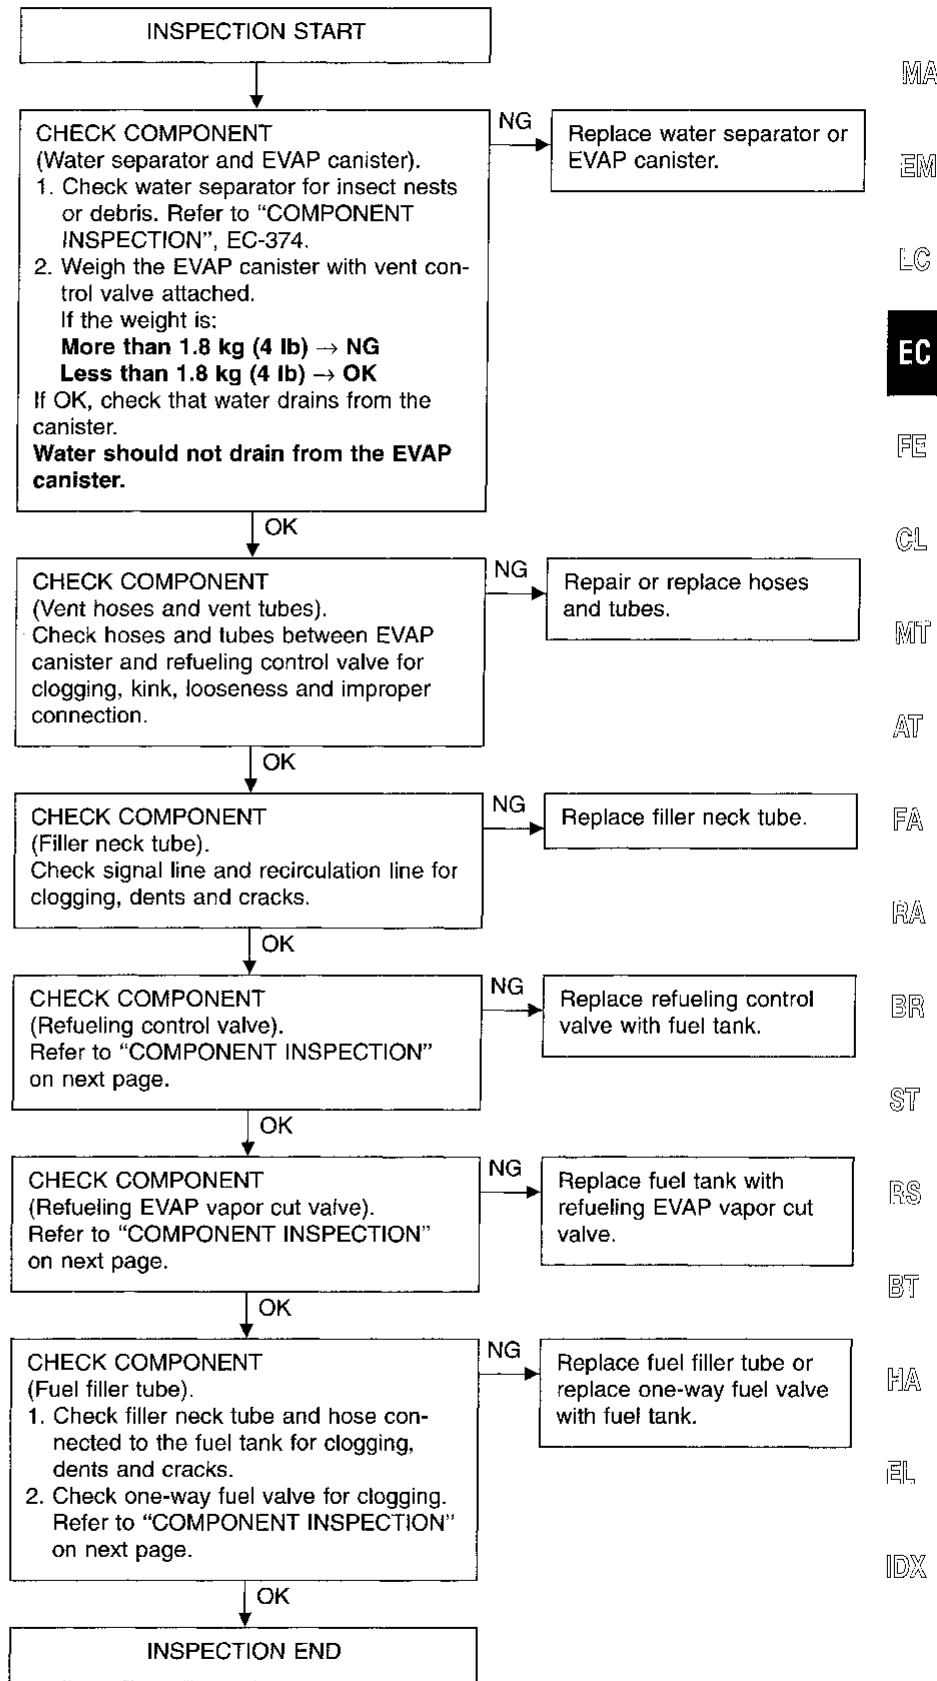 INSPECTION START
CHECK COMPONENT
(Water separator and EVAP canister).
1. Check water separator for insect nests
or debris. Refer to “COMPONENT
INSPECTION”, EC-374.
2. Weigh the EVAP canister with vent con-
trol valve attached.
If the weight is:
More than 1.8 kg (4 lb) → NG
Less than 1.8 kg (4 lb) → OK
If OK, check that water drains from the
canister.
Water should not drain from the EVAP
canister.
NG
Replace water separator or
EVAP canister.
OK
CHECK COMPONENT
(Vent hoses and vent tubes).
Check hoses and tubes between EVAP
canister and refueling control valve for
clogging, kink, looseness and improper
connection.
NG
Repair or replace hoses
and tubes.
OK
CHECK COMPONENT
(Filler neck tube).
Check signal line and recirculation line for
clogging, dents and cracks.
NG
Replace filler neck tube.
OK
CHECK COMPONENT
(Refueling control valve).
Refer to “COMPONENT INSPECTION”
on next page.
NG
Replace refueling control
valve with fuel tank.
OK
CHECK COMPONENT
(Refueling EVAP vapor cut valve).
Refer to “COMPONENT INSPECTION”
on next page.
NG
Replace fuel tank with
refueling EVAP vapor cut
valve.
OK
CHECK COMPONENT
(Fuel filler tube).
1. Check filler neck tube and hose con-
nected to the fuel tank for clogging,
dents and cracks.
2. Check one-way fuel valve for clogging.
Refer to “COMPONENT INSPECTION”
on next page.
NG
Replace fuel filler tube or
replace one-way fuel valve
with fuel tank.
OK
INSPECTION END
MA
EM
LC
EC
FE
CL
MT
AT
FA
RA
BR
ST
RS
BT
HA
EL
IDX